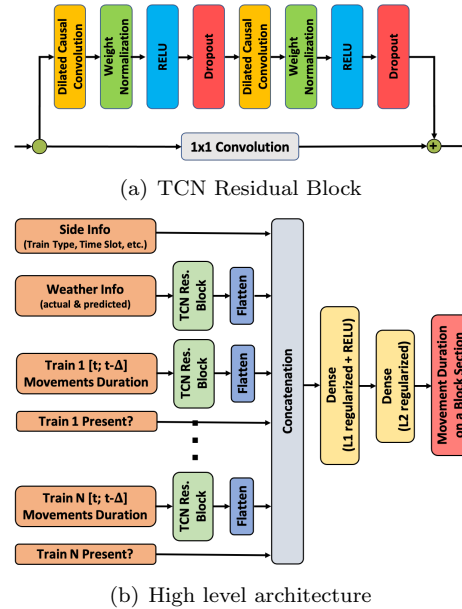 Dilated Causal
Convolution
Weight
Normalization
RELU
Dropout
Dilated Causal
Convolution
Weight
Normalization
RELU
Dropout
1x1 Convolution
+
(a) TCN Residual Block
Side Info
(Train Type, Time Slot, etc.)
Weather Info
(actual & predicted)
TCN Res.
Block
Flatten
Train 1 [t; t-Δ]
Movements Duration
TCN Res.
Block
Flatten
Train 1 Present?
Train N [t; t-Δ]
Movements Duration
TCN Res.
Block
Flatten
Train N Present?
Concatenation
Dense
(L1 regularized + RELU)
Dense
(L2 regularized)
Movement Duration
on a Block Section
(b) High level architecture